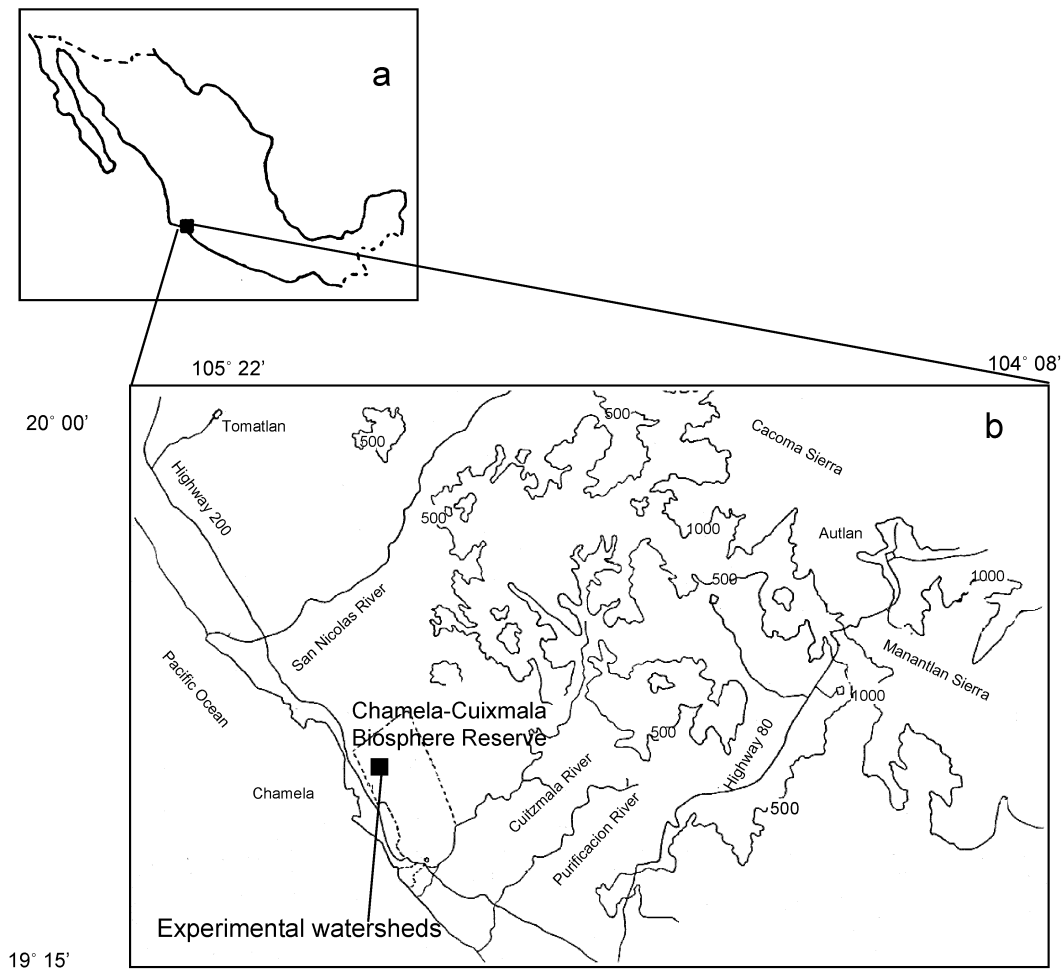 a
105° 22’
104° 08’
20° 00’
b
500
Tomatlan
Cacoma Sierra
500
Highway 200
500
1000
Autlan
500
1000
San Nicolas River
Manantlan Sierra
Pacific Ocean
1000
Chamela-Cuixmala
Biosphere Reserve
500
Highway 80
Chamela
Cuitzmala River
500
Purificacion River
Experimental watersheds
19° 15’